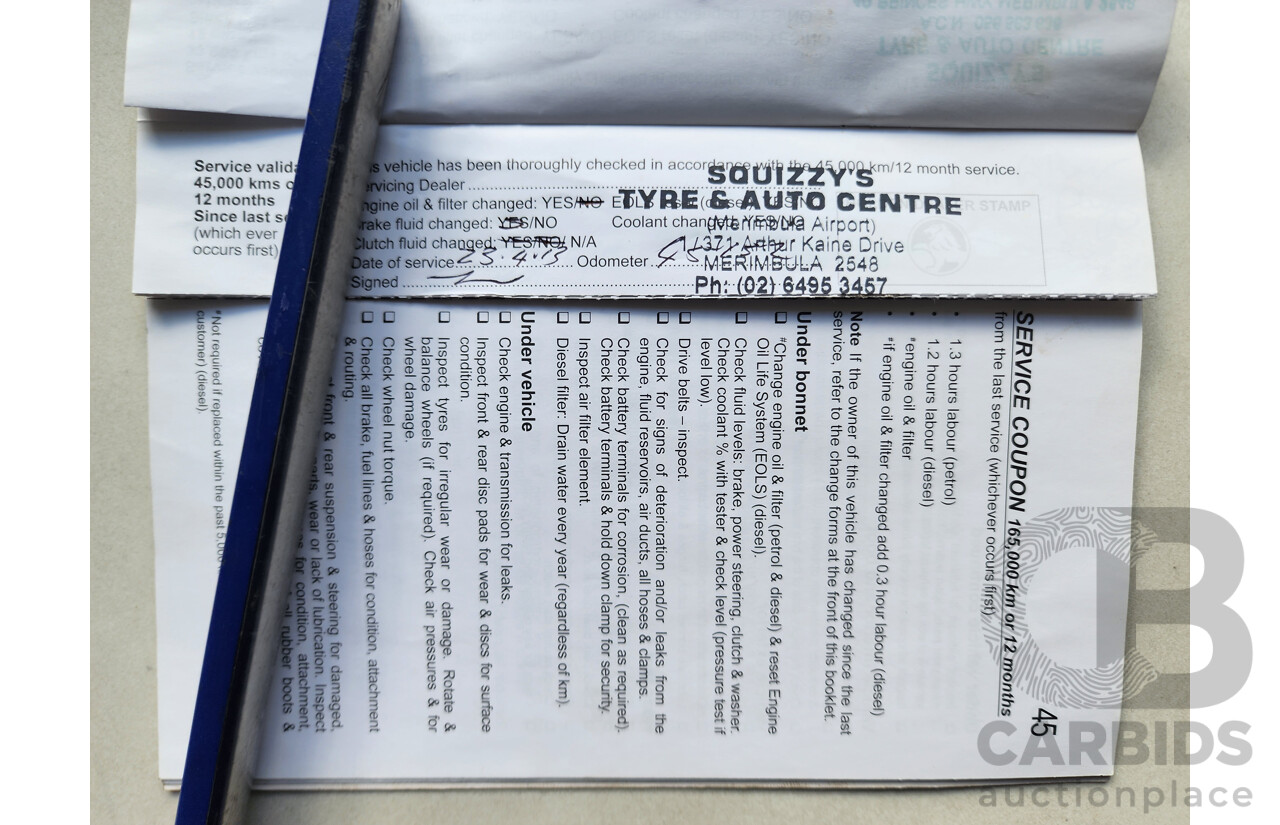 SQUIZZY'S
TYRE & AUTO CENTRE
Service valida
45,000 kms o
12 months
Since last se
(which ever
occurs first)
s vehicle has been thoroughly checked in accordance with the 45,000 km/12 month service.
rvicing Dealer
ngine oil & filter changed: YES/NO
rake fluid changed: YES/NO
Coolant changed: YES/NO
Clutch fluid changed: YES/NO/ N/A
Date of service 23.4.13 Odometer 45
Signed
R STAMP
SQUIZZY'S
TYRE & AUTO CENTRE
(Merimbula Airport)
1/371 Arthur Kaine Drive
MERIMBULA 2548
Ph: (02) 6495 3457
45
SERVICE COUPON 165,000 km or 12 months
from the last service (whichever occurs first)
• 1.3 hours labour (petrol)
• 1.2 hours labour (diesel)
• *engine oil & filter
• *if engine oil & filter changed add 0.3 hour labour (diesel)
Note If the owner of this vehicle has changed since the last
service, refer to the change forms at the front of this booklet.
Under bonnet
❑ *Change engine oil & filter (petrol & diesel) & reset Engine
Oil Life System (EOLS) (diesel).
❑ Check fluid levels: brake, power steering, clutch & washer.
Check coolant % with tester & check level (pressure test if
level low).
❑ Drive belts – inspect.
❑ Check for signs of deterioration and/or leaks from the
engine, fluid reservoirs, air ducts, all hoses & clamps.
❑ Check battery terminals for corrosion, (clean as required).
Check battery terminals & hold down clamp for security.
❑ Inspect air filter element.
❑ Diesel filter: Drain water every year (regardless of km).
Under vehicle
❑ Check engine & transmission for leaks.
❑ Inspect front & rear disc pads for wear & discs for surface
condition.
❑ Inspect tyres for irregular wear or damage. Rotate &
balance wheels (if required). Check air pressures & for
wheel damage.
❑ Check wheel nut torque.
❑ Check all brake, fuel lines & hoses for condition, attachment
& routing.
front & rear suspension & steering for damaged,
wear or lack of lubrication. Inspect
for condition, attachment,
rubber boots &
*Not required if replaced within the past 5,000
customer) (diesel).
CARBIDS
auctionplace